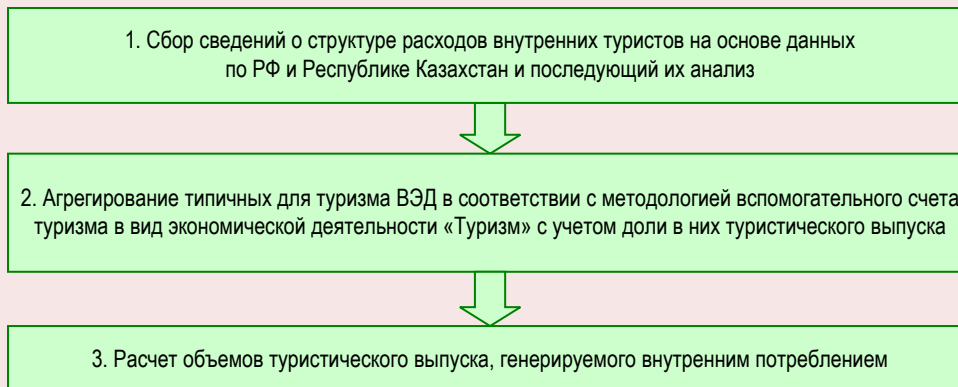 1. Сбор сведений о структуре расходов внутренних туристов на основе данных
по РФ и Республике Казахстан и последующий их анализ
2. Агрегирование типичных для туризма ВЭД в соответствии с методологией вспомогательного счета
туризма в вид экономической деятельности «Туризм» с учетом доли в них туристического выпуска
3. Расчет объемов туристического выпуска, генерируемого внутренним потреблением